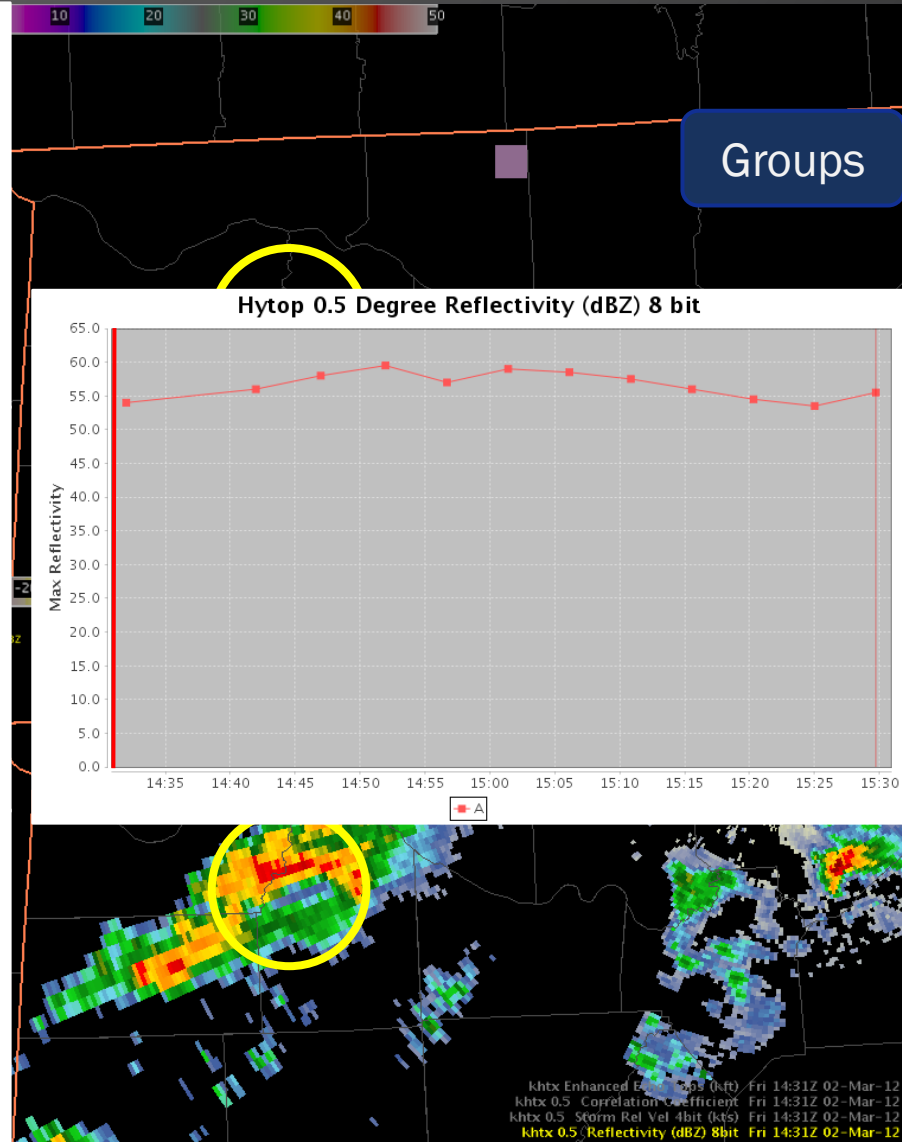 10 20 30 40 50
Groups
Hytop 0.5 Degree Reflectivity (dBZ) 8 bit
65.0
60.0
55.0
50.0
45.0
40.0
35.0
30.0
25.0
20.0
15.0
10.0
5.0
0.0
Max Reflectivity
14:35 14:40 14:45 14:50 14:55 15:00 15:05 15:10 15:15 15:20 15:25 15:30
A
khtx Enhanced (kft) Fri 14:31Z 02-Mar-12
khtx 0.5 Correlation Coefficient Fri 14:31Z 02-Mar-12
khtx 0.5 Storm Rel Vel 4bit (kts) Fri 14:31Z 02-Mar-12
khtx 0.5 Reflectivity (dBZ) 8bit Fri 14:31Z 02-Mar-12